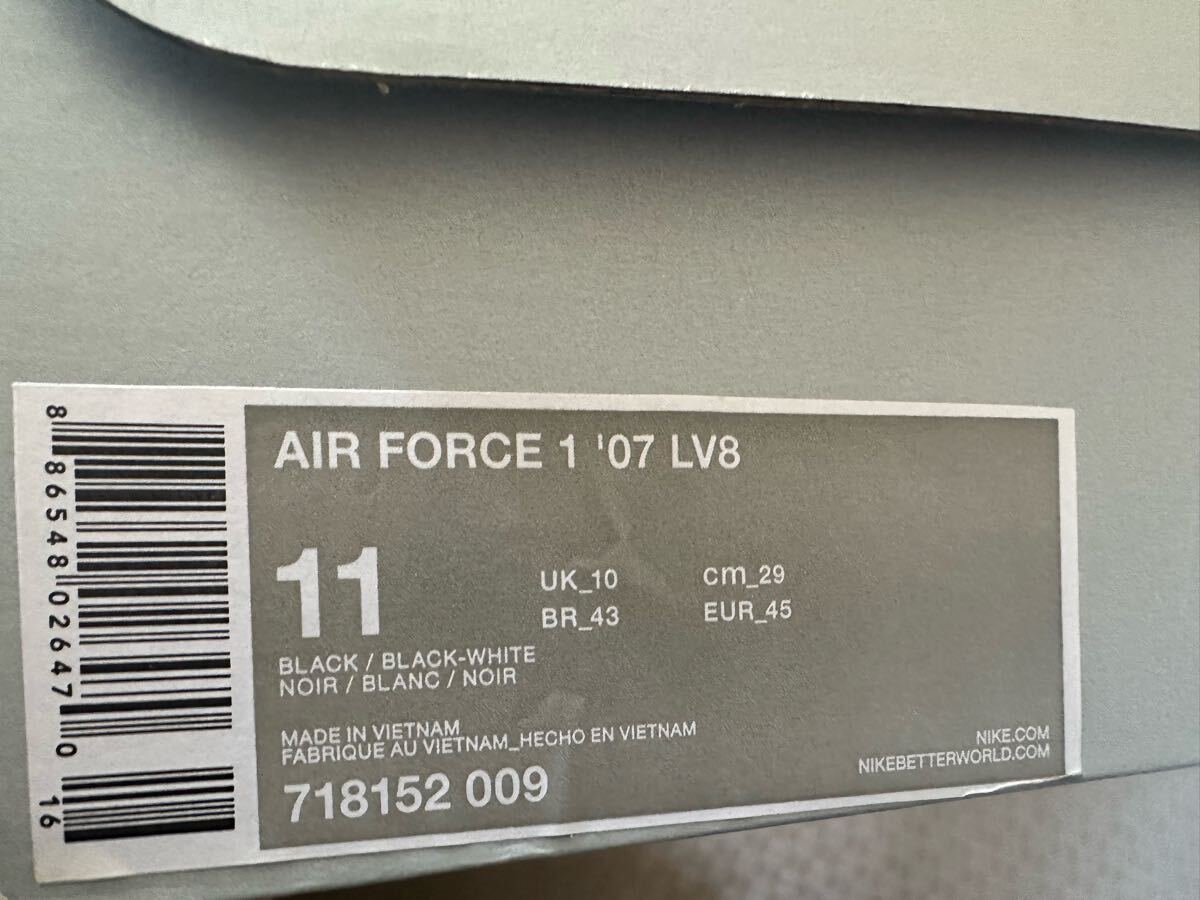 AIR FORCE 1 '07 LV8
11
UK_10 cm_29
BR_43 EUR_45
BLACK / BLACK-WHITE
NOIR / BLANC / NOIR
MADE IN VIETNAM
FABRIQUE AU VIETNAM_HECHO EN VIETNAM
718152 009
NIKE.COM
NIKEBETTERWORLD.COM
8 86548 02647 0 16